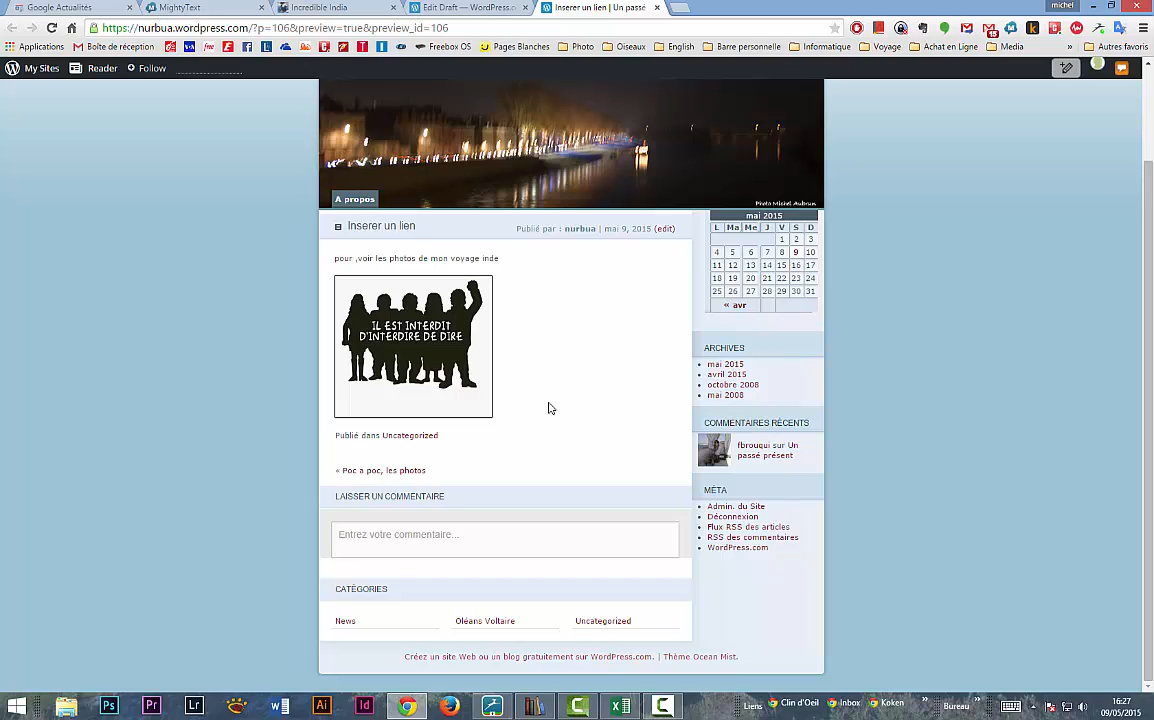 Google Actualités
MightyText
Incredible India
Edit Draft — WordPress.c
Inserer un lien | Un passé
michel
https://nurbua.wordpress.com/?p=106&preview=true&preview_id=106
Applications
Boîte de réception
Freebox OS
Pages Blanches
Photo
Oiseaux
English
Barre personnelle
Informatique
Voyage
Achat en Ligne
Media
»
Autres favoris
My Sites
Reader
Follow
A propos
Photo Michel Aubrun
Inserer un lien
Publié par : nurbua | mai 9, 2015 (edit)
pour ,voir les photos de mon voyage inde
IL EST INTERDIT
D'INTERDIRE DE DIRE
Publié dans Uncategorized
« Poc a poc, les photos
LAISSER UN COMMENTAIRE
Entrez votre commentaire...
CATÉGORIES
News
Oléans Voltaire
Uncategorized
mai 2015
L Ma Me J V S D
1 2 3
4 5 6 7 8 9 10
11 12 13 14 15 16 17
18 19 20 21 22 23 24
25 26 27 28 29 30 31
« avr
ARCHIVES
mai 2015
avril 2015
octobre 2008
mai 2008
COMMENTAIRES RÉCENTS
fbrouqui sur Un
passé présent
MÉTA
Admin. du Site
Déconnexion
Flux RSS des articles
RSS des commentaires
WordPress.com
Créez un site Web ou un blog gratuitement sur WordPress.com. | Thème Ocean Mist.
Ps
Pr
Lr
Ai
Id
Liens
Clin d'Oeil
Inbox
Koken
»
Bureau
»
16:27
09/05/2015